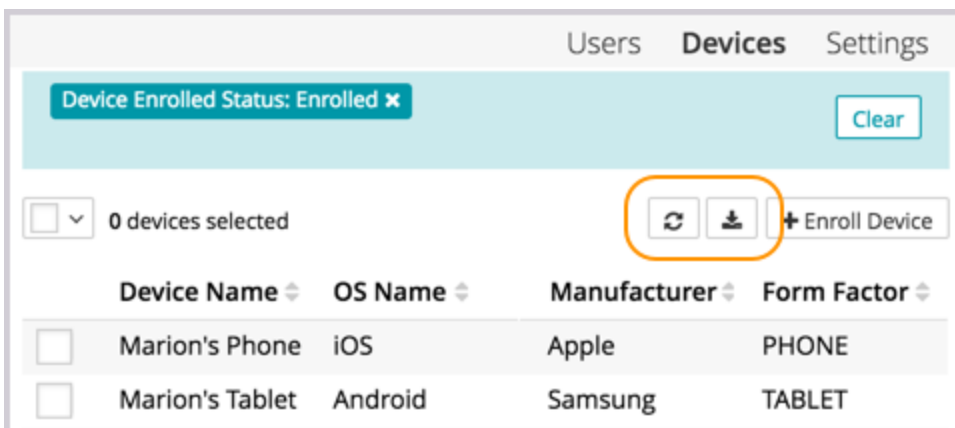 Users Devices Settings
Device Enrolled Status: Enrolled ×
Clear
0 devices selected
+ Enroll Device
Device Name OS Name Manufacturer Form Factor
Marion's Phone iOS Apple PHONE
Marion's Tablet Android Samsung TABLET